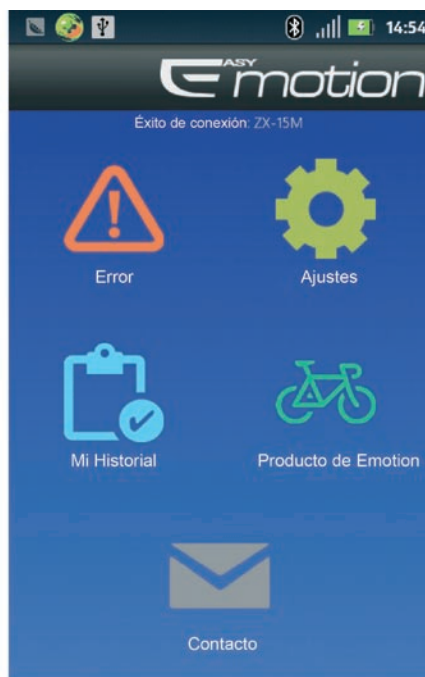 14:54
EASY
motion
Éxito de conexión: ZX-15M
Error
Ajustes
Mi Historial
Producto de Emotion
Contacto